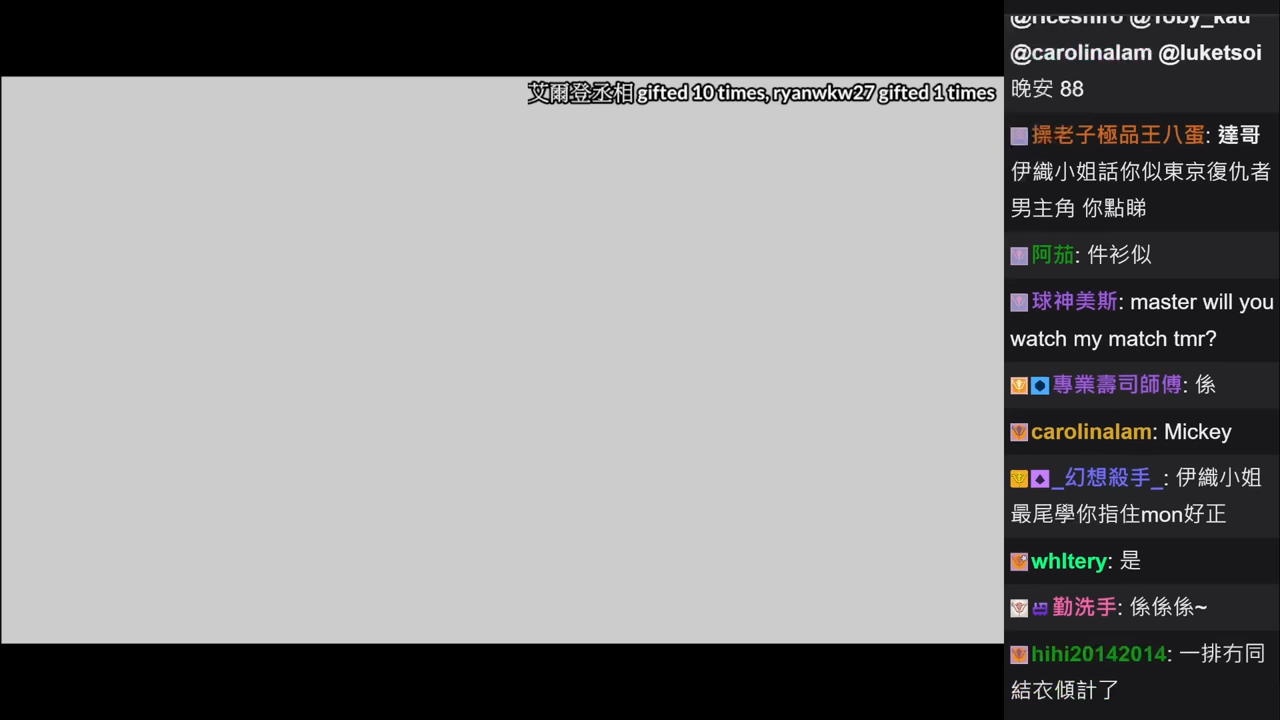 艾爾登丞相 gifted 10 times, ryanwkw27 gifted 1 times
@riceshiro @roby_kau
@carolinalam @luketsoi
晚安 88
操老子極品王八蛋: 達哥
伊織小姐話你似東京復仇者
男主角 你點睇
阿茄: 件衫似
球神美斯: master will you
watch my match tmr?
專業壽司師傅: 係
carolinalam: Mickey
_幻想殺手_: 伊織小姐
最尾學你指住mon好正
whltery: 是
勤洗手: 係係係~
hihi20142014: 一排冇同
結衣傾計了